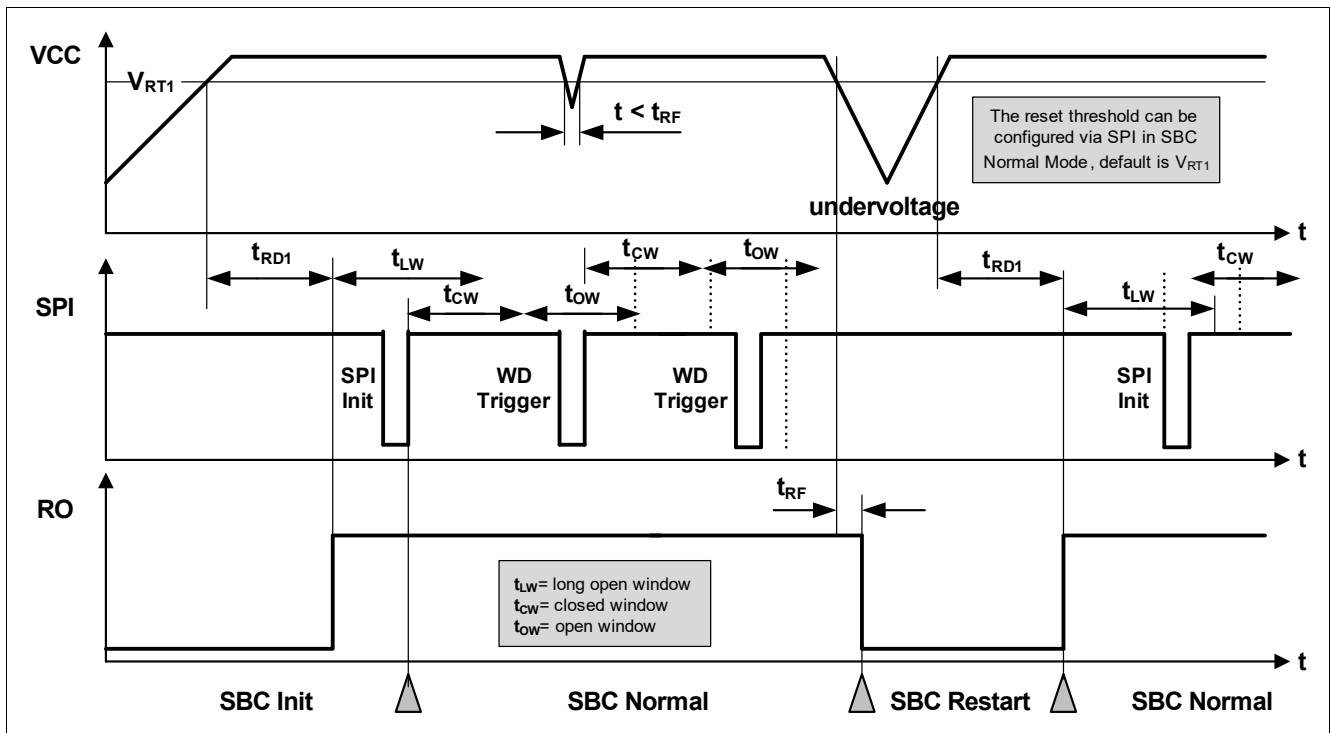 VCC
VRT1
t < tRF
The reset threshold can be
configured via SPI in SBC
Normal Mode, default is VRT1
undervoltage
t
tRD1
tLW
tCW
tOW
tCW
tOW
tRD1
tLW
tCW
SPI
SPI
Init
WD
Trigger
WD
Trigger
SPI
Init
t
RO
tRF
tLW= long open window
tCW= closed window
tOW= open window
t
SBC Init
SBC Normal
SBC Restart
SBC Normal